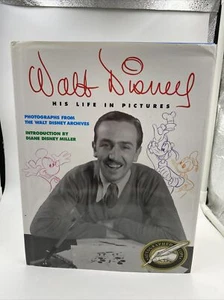 Walt Disney
HIS LIFE IN PICTURES
PHOTOGRAPHS FROM
THE WALT DISNEY ARCHIVES
INTRODUCTION BY
DIANE DISNEY MILLER